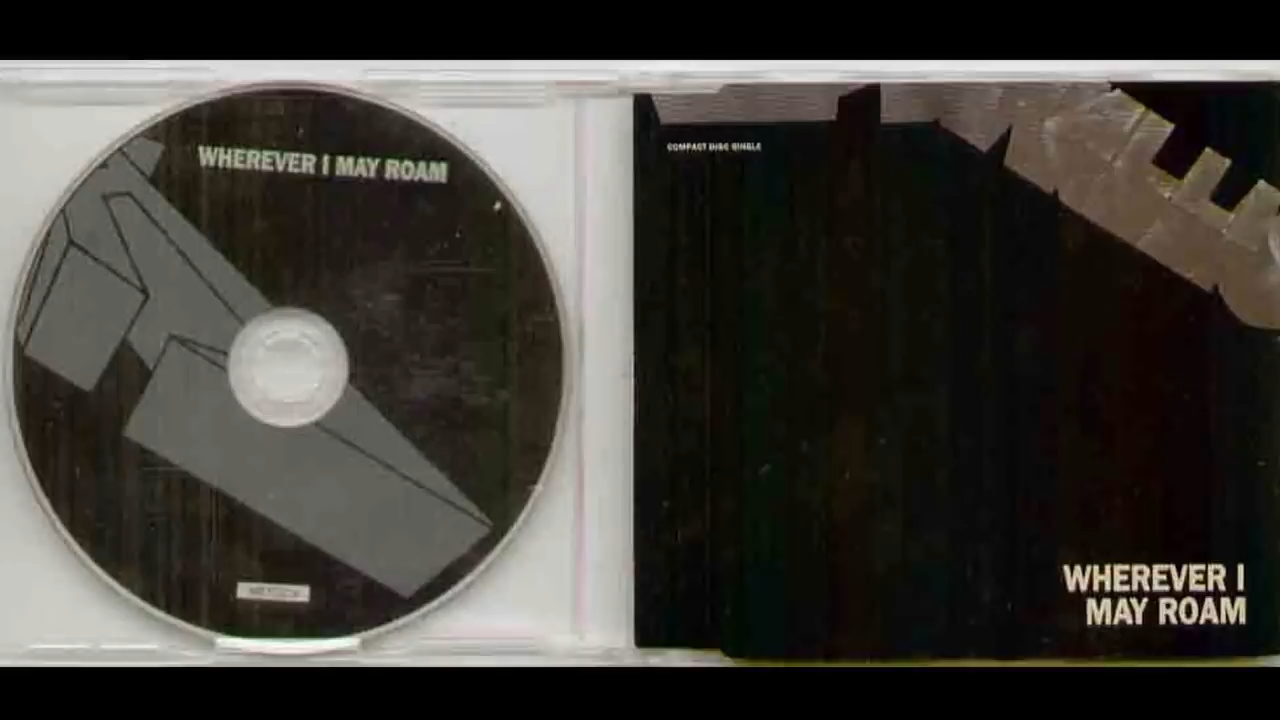 WHEREVER I MAY ROAM
COMPACT DISC SINGLE
WHEREVER I
MAY ROAM